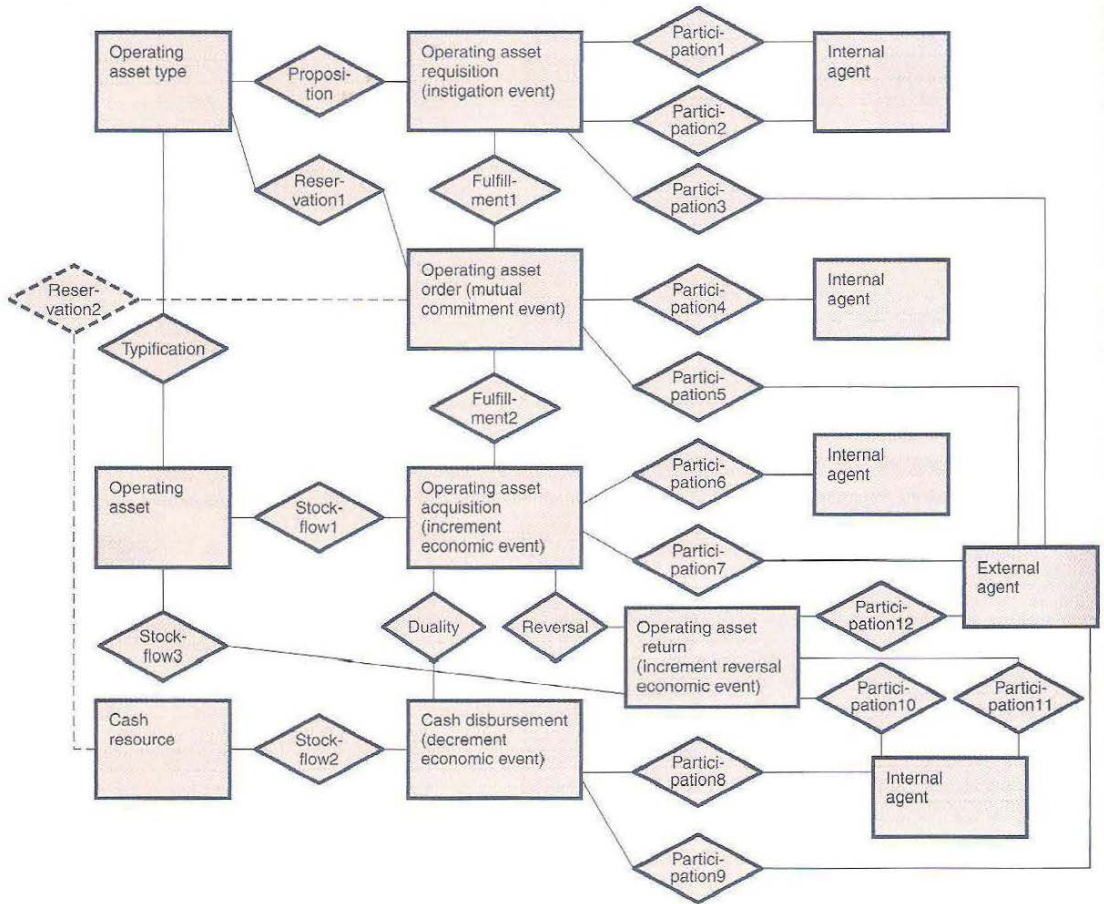 Operating
asset type
Proposi-
tion
Operating asset
requisition
(instigation event)
Partici-
pation1
Internal
agent
Partici-
pation2
Reser-
vation1
Fulfill-
ment1
Partici-
pation3
Reser-
vation2
Operating asset
order (mutual
commitment event)
Partici-
pation4
Internal
agent
Typification
Fulfill-
ment2
Partici-
pation5
Operating
asset
Stock-
flow1
Operating asset
acquisition
(increment
economic event)
Partici-
pation6
Internal
agent
Partici-
pation7
External
agent
Stock-
flow3
Duality
Reversal
Operating asset
return
(increment reversal
economic event)
Partici-
pation12
Partici-
pation10
Partici-
pation11
Cash
resource
Stock-
flow2
Cash disbursement
(decrement
economic event)
Partici-
pation8
Internal
agent
Partici-
pation9